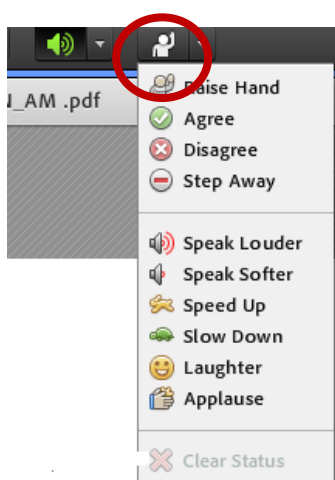 _AM .pdf
Raise Hand
Agree
Disagree
Step Away
Speak Louder
Speak Softer
Speed Up
Slow Down
Laughter
Applause
Clear Status